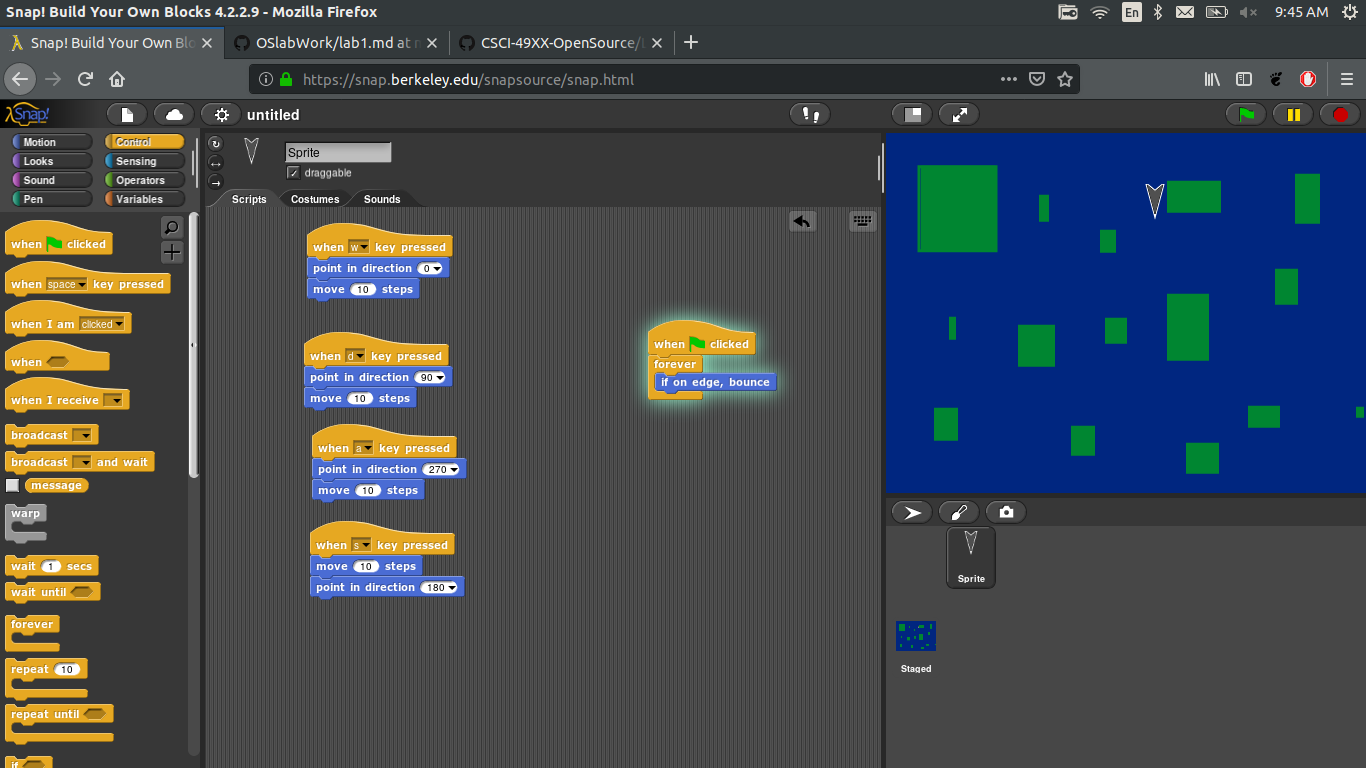 Snap! Build Your Own Blocks 4.2.2.9 - Mozilla Firefox
En
9:45 AM
Snap! Build Your Own Blo
OSlabWork/lab1.md at
CSCI-49XX-OpenSource/
https://snap.berkeley.edu/snapsource/snap.html
Snap!
untitled
Motion
Control
Looks
Sensing
Sound
Operators
Pen
Variables
Sprite
draggable
Scripts
Costumes
Sounds
when clicked
when space key pressed
when I am clicked
when
when I receive
broadcast
broadcast and wait
message
warp
wait 1 secs
wait until
forever
repeat 10
repeat until
if
when w key pressed
point in direction 0
move 10 steps
when d key pressed
point in direction 90
move 10 steps
when a key pressed
point in direction 270
move 10 steps
when s key pressed
move 10 steps
point in direction 180
when clicked
forever
if on edge, bounce
Sprite
Staged